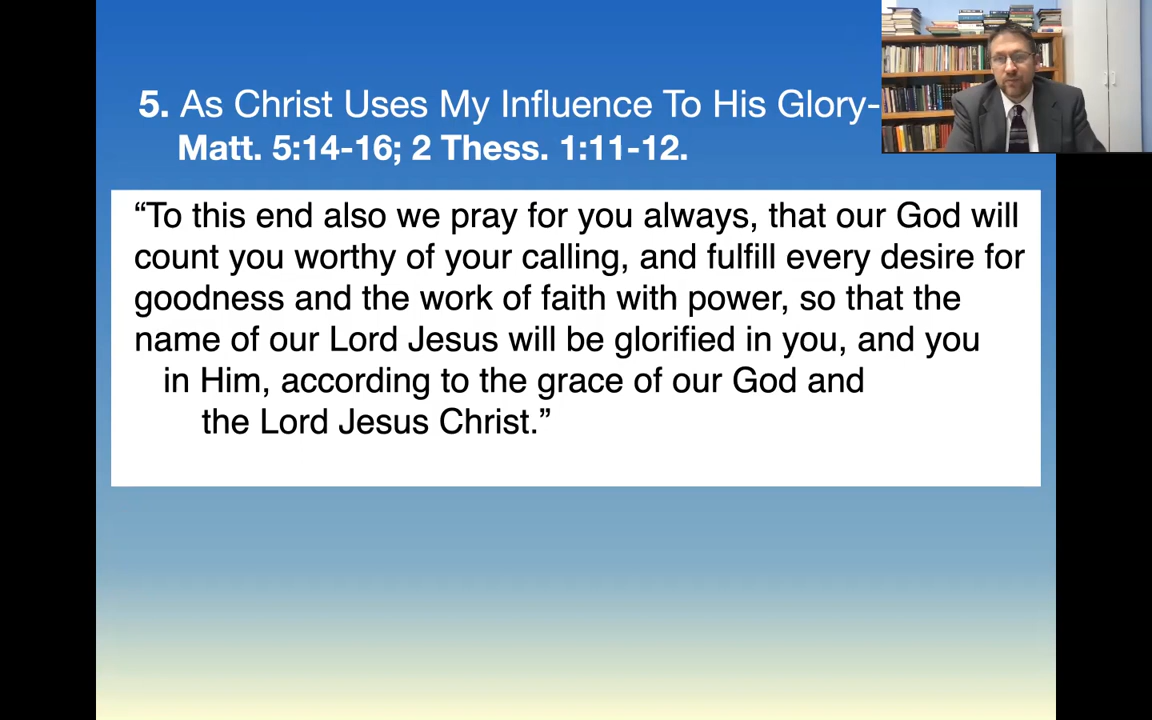 5. As Christ Uses My Influence To His Glory-
Matt. 5:14-16; 2 Thess. 1:11-12.
“To this end also we pray for you always, that our God will
count you worthy of your calling, and fulfill every desire for
goodness and the work of faith with power, so that the
name of our Lord Jesus will be glorified in you, and you
in Him, according to the grace of our God and
the Lord Jesus Christ.”